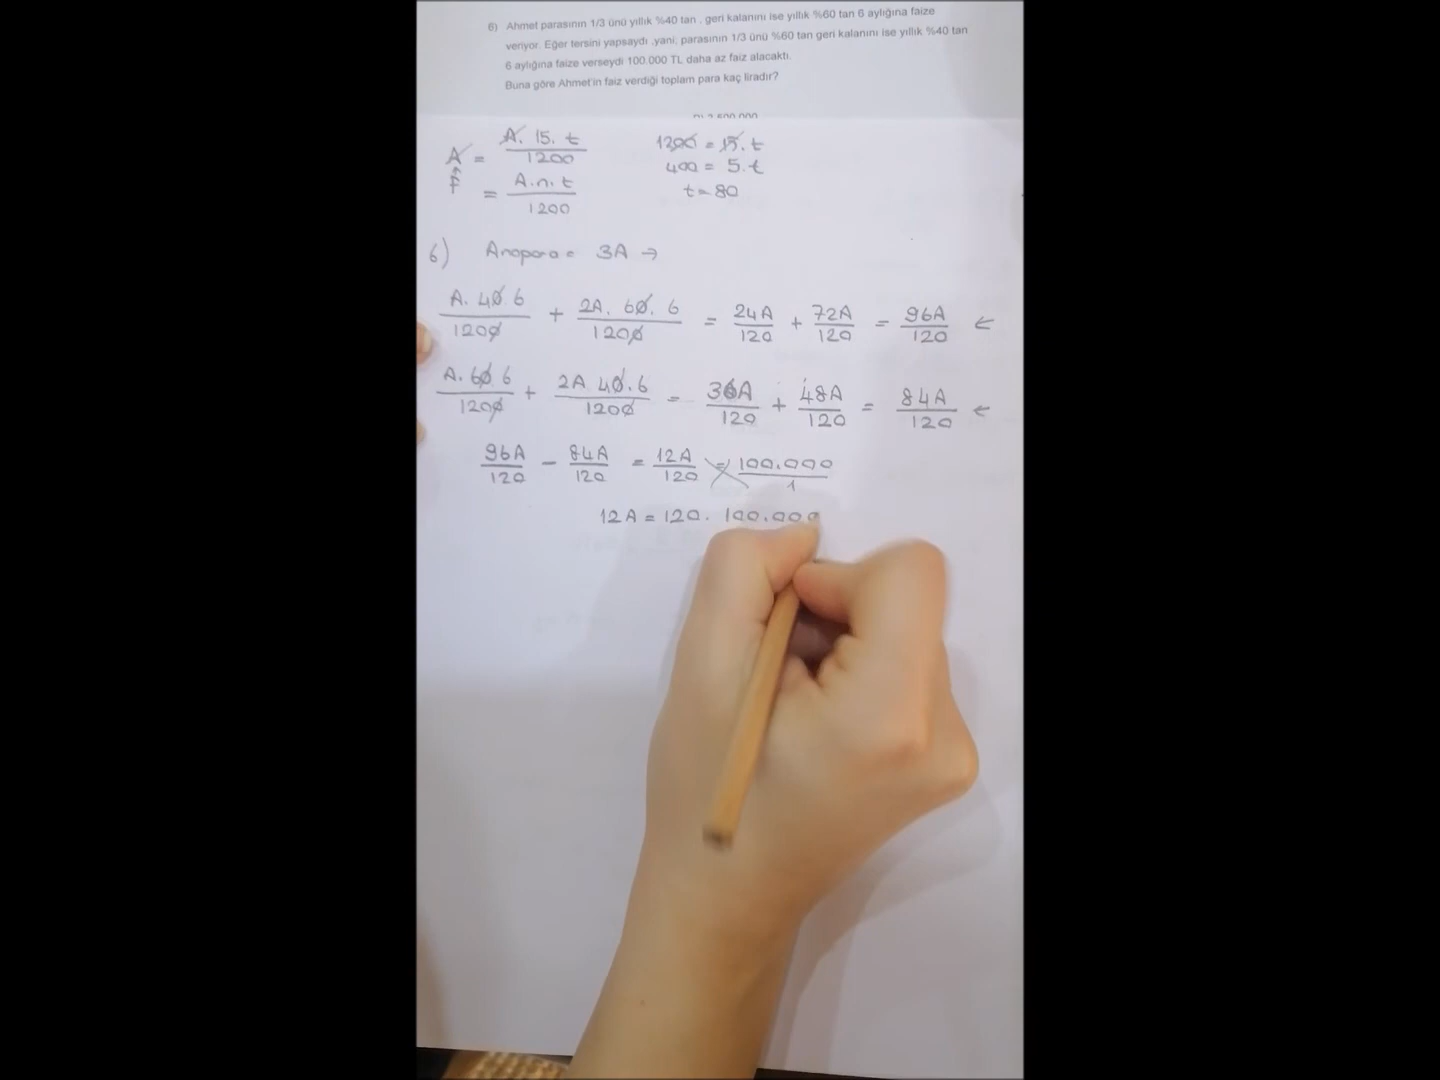 6) Ahmet parasının 1/3 ünü yıllık %40 tan , geri kalanını ise yıllık %60 tan 6 aylığına faize
veriyor. Eğer tersini yapsaydı ,yani; parasının 1/3 ünü %60 tan geri kalanını ise yıllık %40 tan
6 aylığına faize verseydi 100.000 TL daha az faiz alacaktı.
Buna göre Ahmet'in faiz verdiği toplam para kaç liradır?
A = A. 15. t / 1200
1200 = 15. t
400 = 5. t
t = 80
F = A. n. t / 1200
6) Anapara = 3A →
A. 40 6 / 1200 + 2A. 60. 6 / 1200 = 24A / 120 + 72A / 120 = 96A / 120 ←
A. 60 6 / 1200 + 2A 40. 6 / 1200 = 36A / 120 + 48A / 120 = 84A / 120 ←
96A / 120 - 84A / 120 = 12A / 120 = 100.000 / 1
12A = 120. 100.000